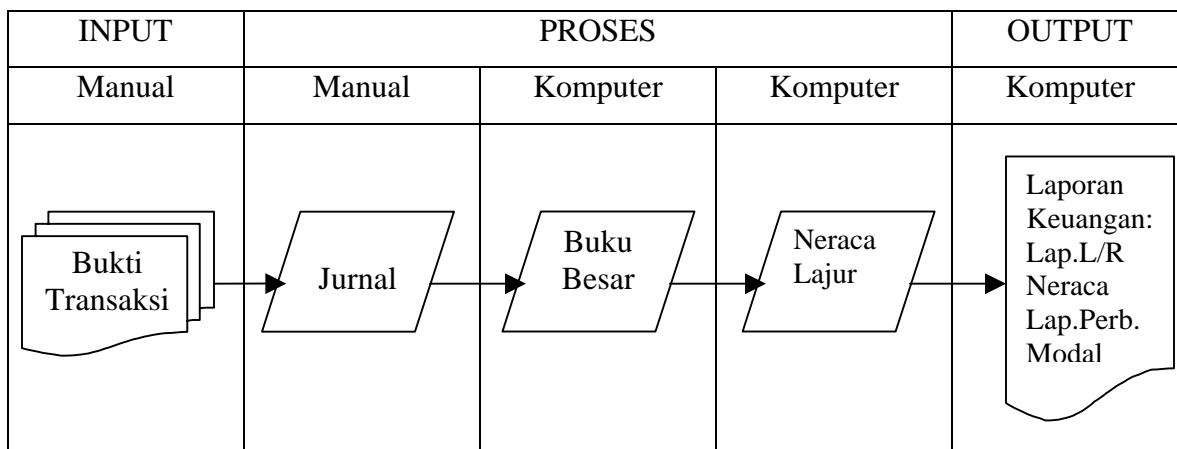 INPUT
PROSES
OUTPUT
Manual
Manual
Komputer
Komputer
Komputer
Bukti
Transaksi
Jurnal
Buku
Besar
Neraca
Lajur
Laporan
Keuangan:
Lap.L/R
Neraca
Lap.Perb.
Modal